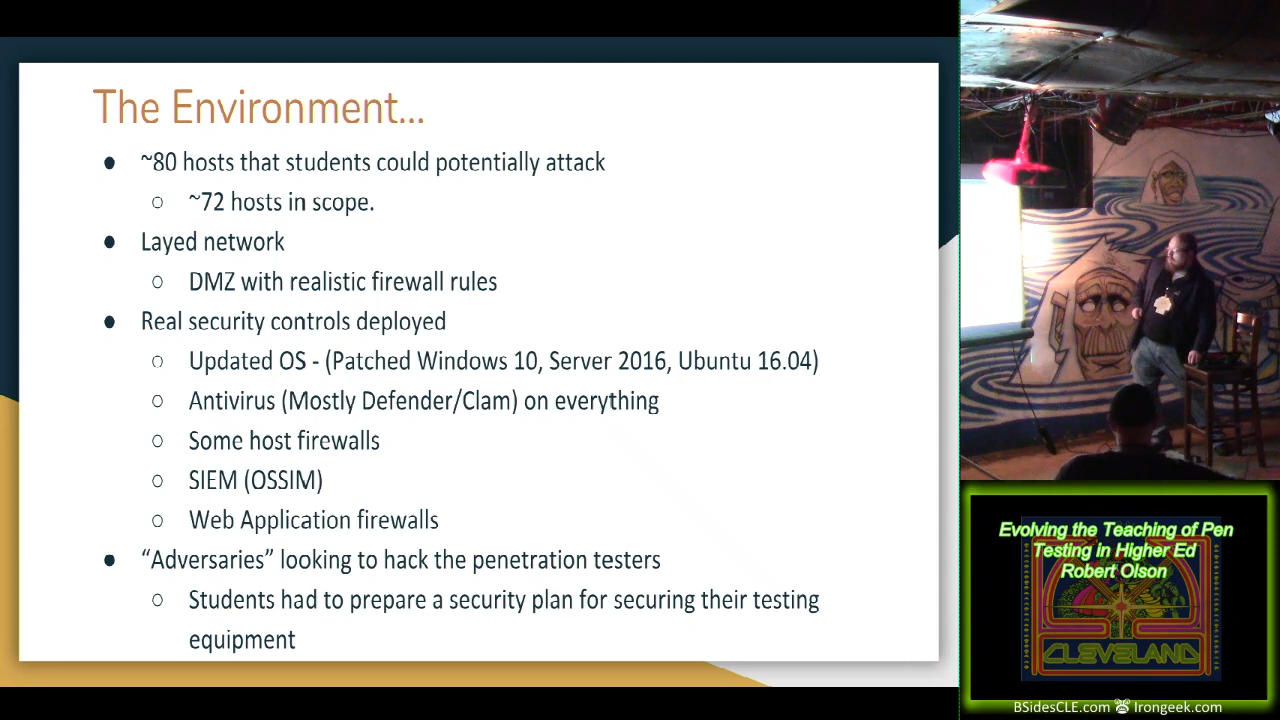 The Environment...
● ~80 hosts that students could potentially attack
○ ~72 hosts in scope.
● Layed network
○ DMZ with realistic firewall rules
● Real security controls deployed
○ Updated OS - (Patched Windows 10, Server 2016, Ubuntu 16.04)
○ Antivirus (Mostly Defender/Clam) on everything
○ Some host firewalls
○ SIEM (OSSIM)
○ Web Application firewalls
● “Adversaries” looking to hack the penetration testers
○ Students had to prepare a security plan for securing their testing
equipment
Evolving the Teaching of Pen
Testing in Higher Ed
Robert Olson
CLEVELAND
BSidesCLE.com Irongeek.com